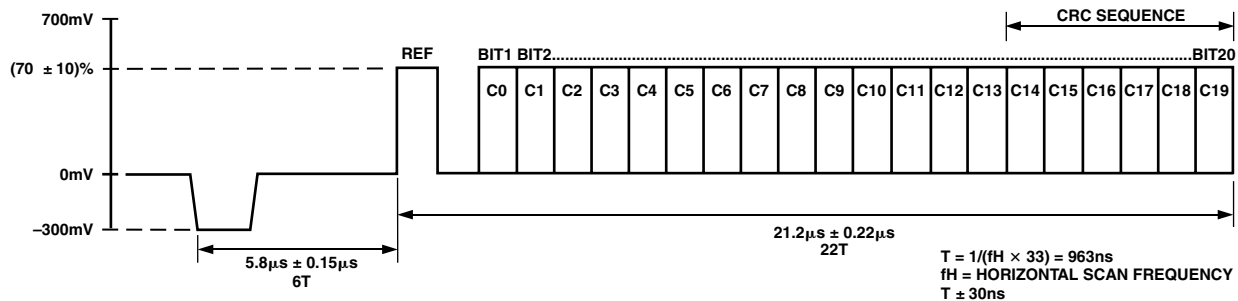 700mV
CRC SEQUENCE
REF
BIT1 BIT2......................................................................................................................BIT20
(70 ± 10)%
C0 C1 C2 C3 C4 C5 C6 C7 C8 C9 C10 C11 C12 C13 C14 C15 C16 C17 C18 C19
0mV
–300mV
5.8µs ± 0.15µs
6T
21.2µs ± 0.22µs
22T
T = 1/(fH × 33) = 963ns
fH = HORIZONTAL SCAN FREQUENCY
T ± 30ns